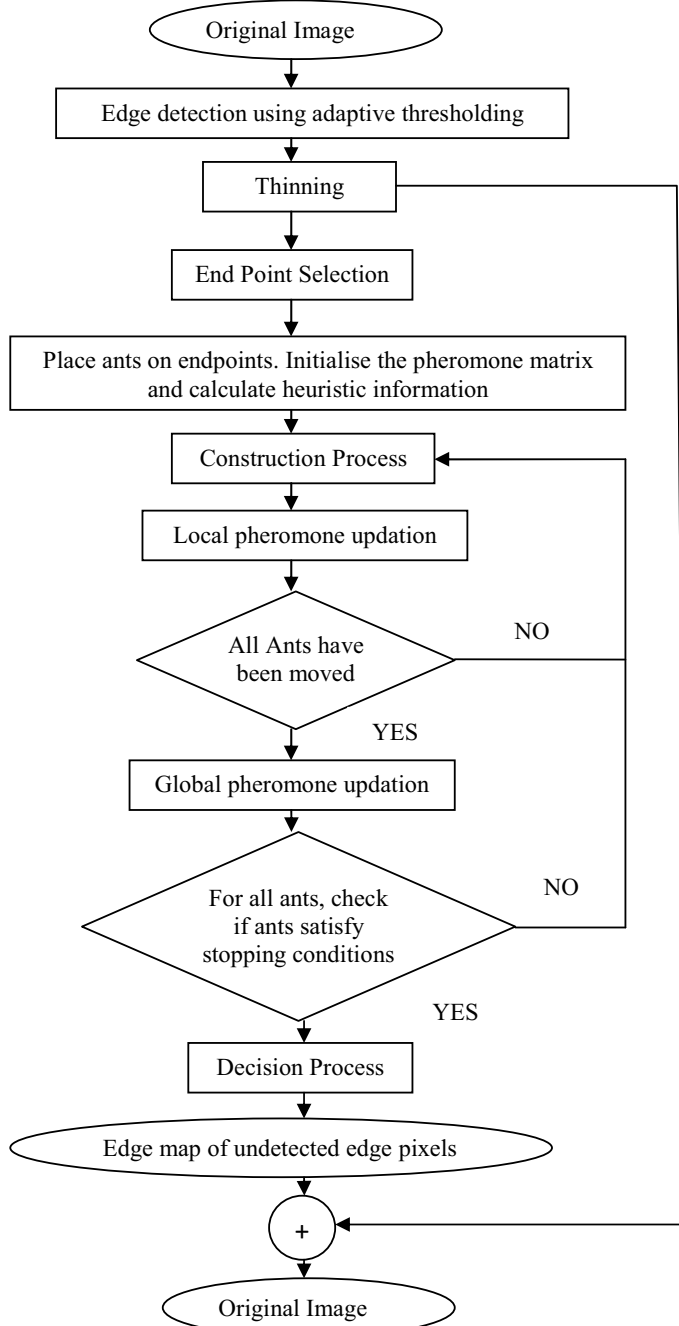 Original Image
Edge detection using adaptive thresholding
Thinning
End Point Selection
Place ants on endpoints. Initialise the pheromone matrix
and calculate heuristic information
Construction Process
Local pheromone updation
All Ants have
been moved
NO
YES
Global pheromone updation
For all ants, check
if ants satisfy
stopping conditions
NO
YES
Decision Process
Edge map of undetected edge pixels
+
Original Image